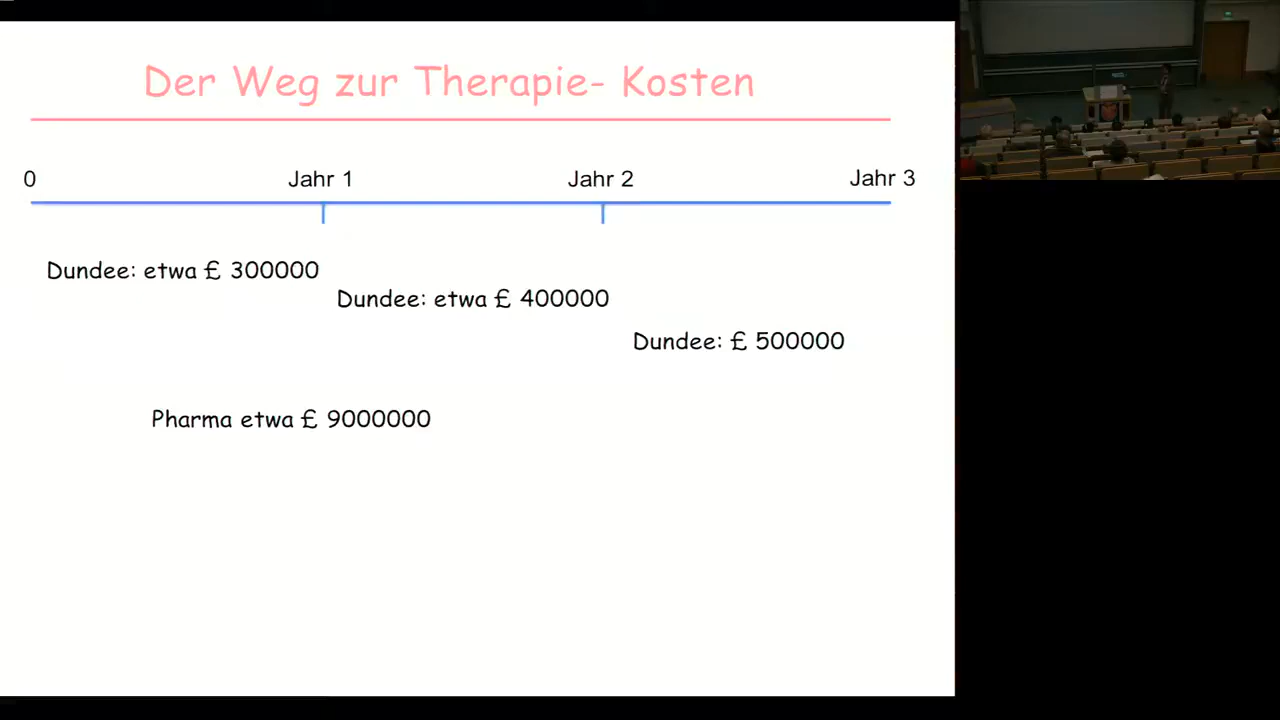 Der Weg zur Therapie- Kosten
0 Jahr 1 Jahr 2 Jahr 3
Dundee: etwa £ 300000
Dundee: etwa £ 400000
Dundee: £ 500000
Pharma etwa £ 9000000